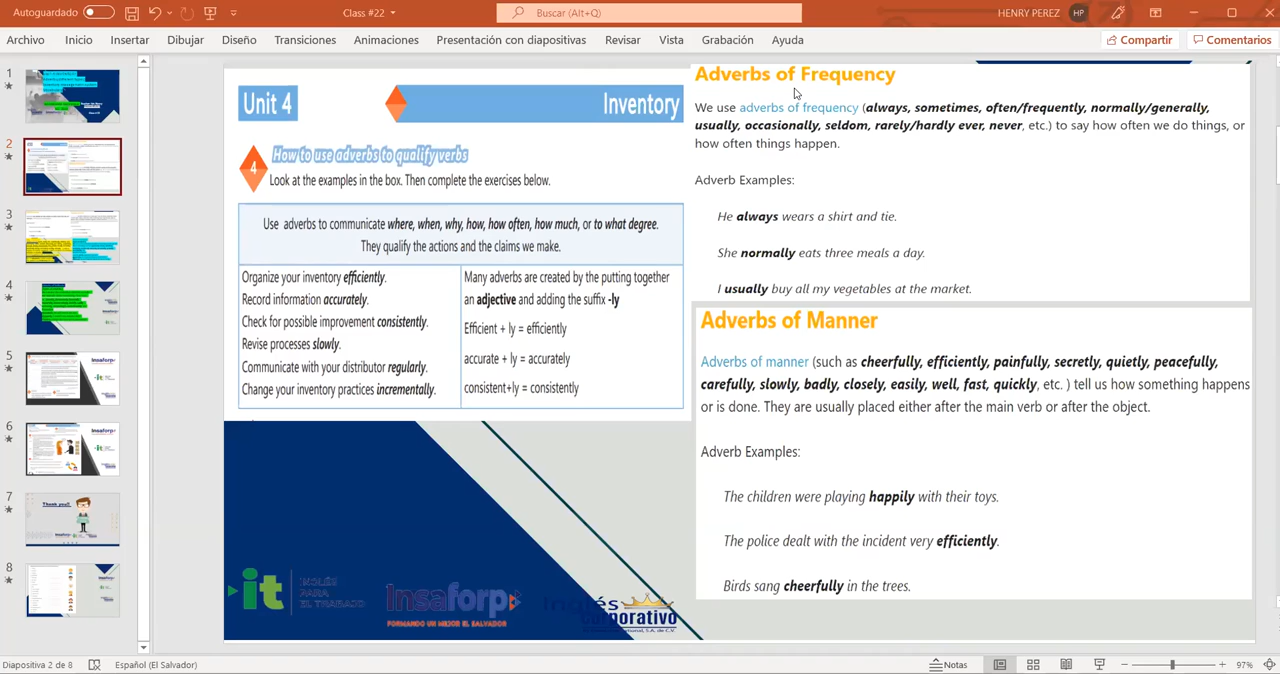 Autoguardado
Class #22
Buscar (Alt+Q)
HENRY PEREZ
HP
Archivo Inicio Insertar Dibujar Diseño Transiciones Animaciones Presentación con diapositivas Revisar Vista Grabación Ayuda
Compartir
Comentarios
1
2
3
4
5
6
7
8
Thank you!!
Unit 4
Inventory
4
How to use adverbs to qualify verbs
Look at the examples in the box. Then complete the exercises below.
Use adverbs to communicate where, when, why, how, how often, how much, or to what degree.
They qualify the actions and the claims we make.
Organize your inventory efficiently.
Record information accurately.
Check for possible improvement consistently.
Revise processes slowly.
Communicate with your distributor regularly.
Change your inventory practices incrementally.
Many adverbs are created by the putting together
an adjective and adding the suffix -ly
Efficient + ly = efficiently
accurate + ly = accurately
consistent+ly = consistently
Adverbs of Frequency
We use adverbs of frequency (always, sometimes, often/frequently, normally/generally,
usually, occasionally, seldom, rarely/hardly ever, never, etc.) to say how often we do things, or
how often things happen.
Adverb Examples:
He always wears a shirt and tie.
She normally eats three meals a day.
I usually buy all my vegetables at the market.
Adverbs of Manner
Adverbs of manner (such as cheerfully, efficiently, painfully, secretly, quietly, peacefully,
carefully, slowly, badly, closely, easily, well, fast, quickly, etc. ) tell us how something happens
or is done. They are usually placed either after the main verb or after the object.
Adverb Examples:
The children were playing happily with their toys.
The police dealt with the incident very efficiently.
Birds sang cheerfully in the trees.
it
INGLÉS
PARA
EL TRABAJO
Insaforp
FORMANDO UN MEJOR EL SALVADOR
Inglés
Corporativo
Diapositiva 2 de 8
Español (El Salvador)
Notas
97%